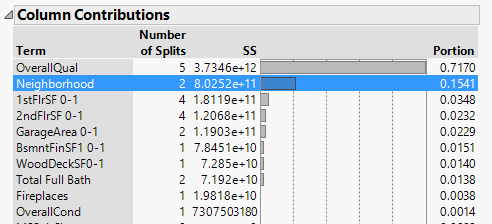 Column Contributions
Number
Term of Splits SS Portion
OverallQual 5 3.7346e+12 0.7170
Neighborhood 2 8.0252e+11 0.1541
1stFlrSF 0-1 4 1.8119e+11 0.0348
2ndFlrSF 0-1 4 1.2068e+11 0.0232
GarageArea 0-1 2 1.1903e+11 0.0229
BsmntFinSF1 0-1 1 7.8451e+10 0.0151
WoodDeckSF0-1 1 7.285e+10 0.0140
Total Full Bath 2 7.192e+10 0.0138
Fireplaces 1 1.9818e+10 0.0038
OverallCond 1 7307503180 0.0014